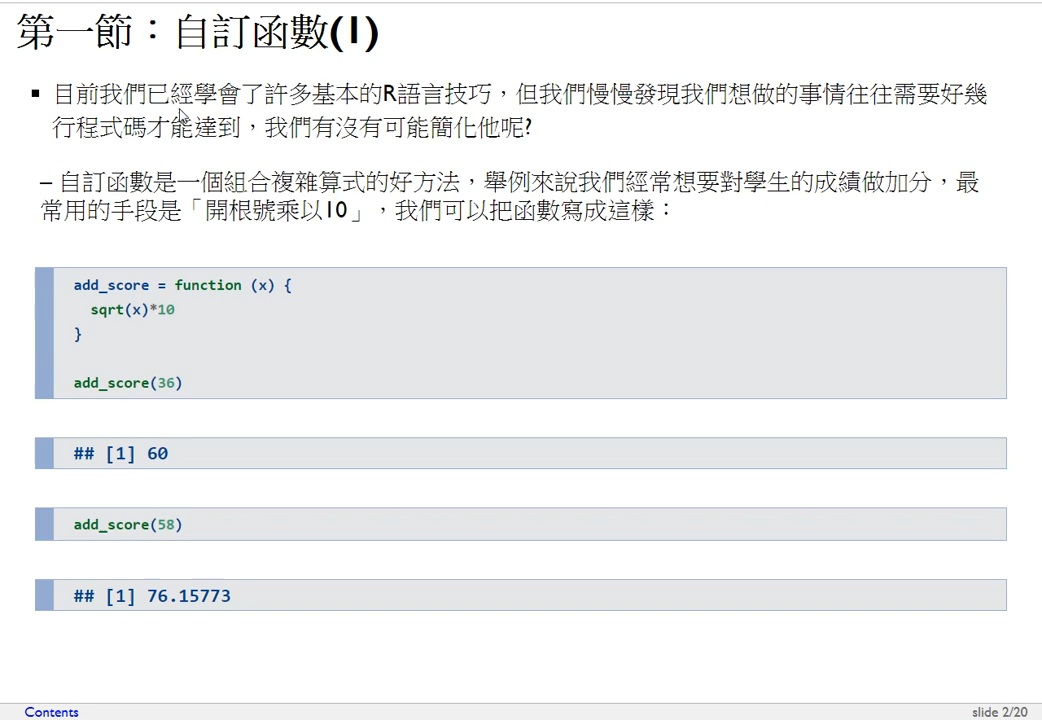 第一節：自訂函數(1)
▪ 目前我們已經學會了許多基本的R語言技巧，但我們慢慢發現我們想做的事情往往需要好幾
行程式碼才能達到，我們有沒有可能簡化他呢?
– 自訂函數是一個組合複雜算式的好方法，舉例來說我們經常想要對學生的成績做加分，最
常用的手段是「開根號乘以10」，我們可以把函數寫成這樣：
add_score = function (x) {
  sqrt(x)*10
}
add_score(36)
## [1] 60
add_score(58)
## [1] 76.15773
Contents
slide 2/20